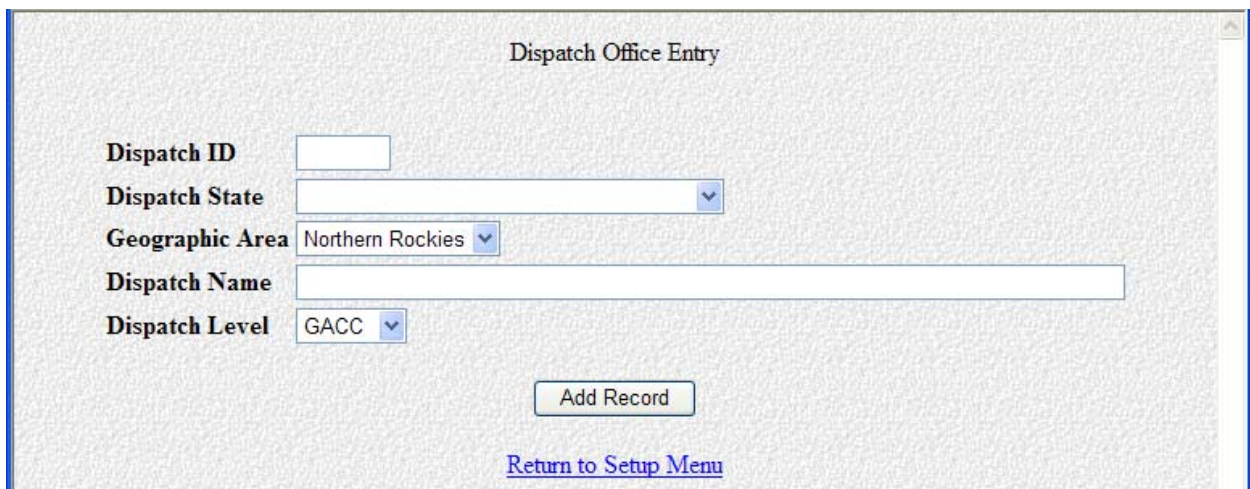 Dispatch Office Entry
Dispatch ID
Dispatch State
Geographic Area Northern Rockies
Dispatch Name
Dispatch Level GACC
Add Record
Return to Setup Menu